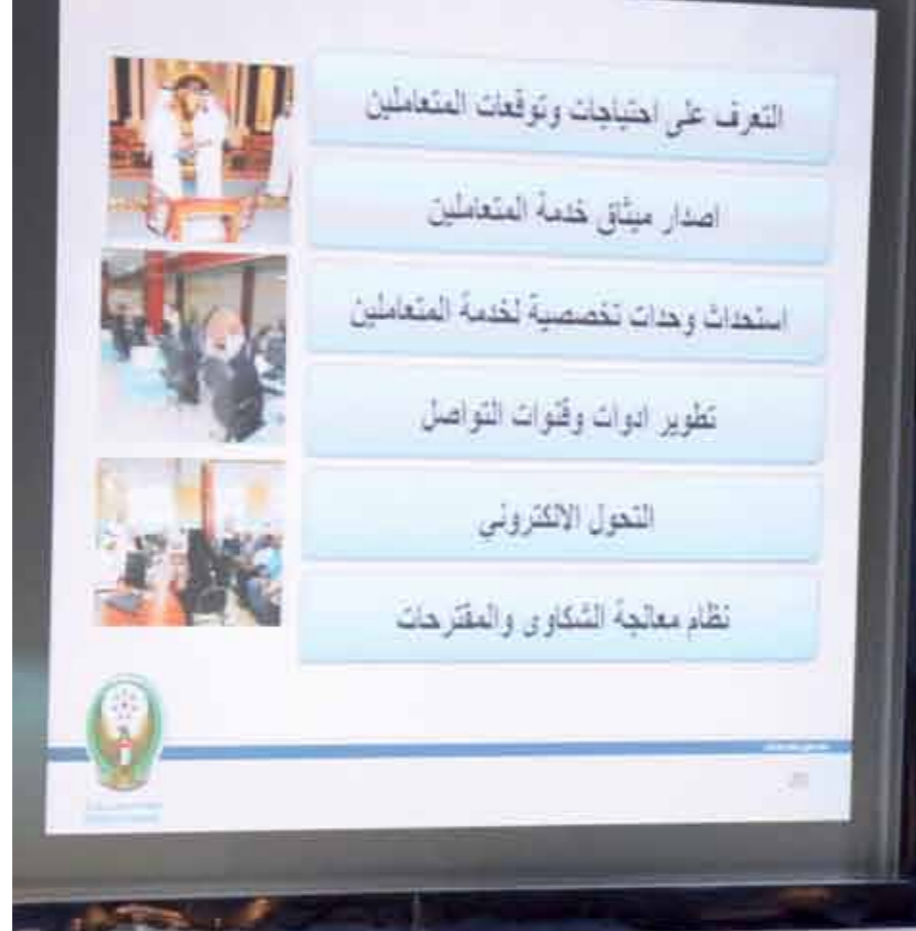 التعرف على احتياجات وتوقعات المتعاملين
اصدار ميثاق خدمة المتعاملين
استحداث وحدات تخصصية لخدمة المتعاملين
تطوير ادوات وقنوات التواصل
التحول الالكتروني
نظام معالجة الشكاوى والمقترحات